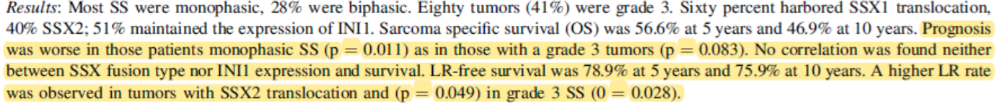 Results: Most SS were monophasic, 28% were biphasic. Eighty tumors (41%) were grade 3. Sixty percent harbored SSX1 translocation,
40% SSX2; 51% maintained the expression of INI1. Sarcoma specific survival (OS) was 56.6% at 5 years and 46.9% at 10 years. Prognosis
was worse in those patients monophasic SS (p = 0.011) as in those with a grade 3 tumors (p = 0.083). No correlation was found neither
between SSX fusion type nor INI1 expression and survival. LR-free survival was 78.9% at 5 years and 75.9% at 10 years. A higher LR rate
was observed in tumors with SSX2 translocation and (p = 0.049) in grade 3 SS (0 = 0.028).